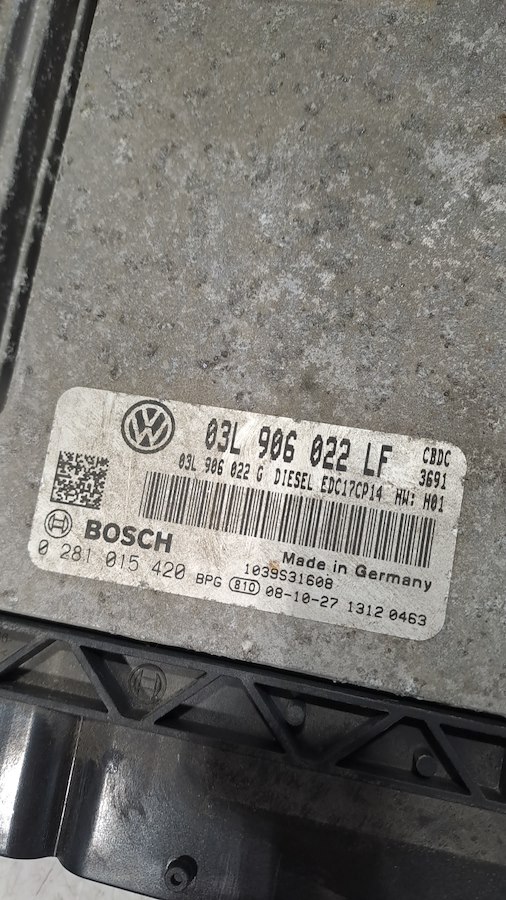 03L 906 022 LF CBDC
03L 906 022 G DIESEL EDC17CP14 HW: H01 3691
BOSCH Made in Germany
0 281 015 420 1039S31608
BPG 810 08-10-27 1312 0463